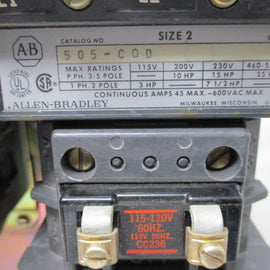 CATALOG NO.
SIZE 2
A-B
505-COD
MAX. RATINGS 115V 200V 230V 460-5
P.PH. 3-5 POLE — 10 HP 15 HP 25
1 PH. 2 POLE 3 HP — 7 1/2 HP
CONTINUOUS AMPS 45 MAX.-600VAC MAX
ALLEN-BRADLEY MILWAUKEE, WISCONSIN
115-120V
60HZ.
110V 50HZ.
CC236